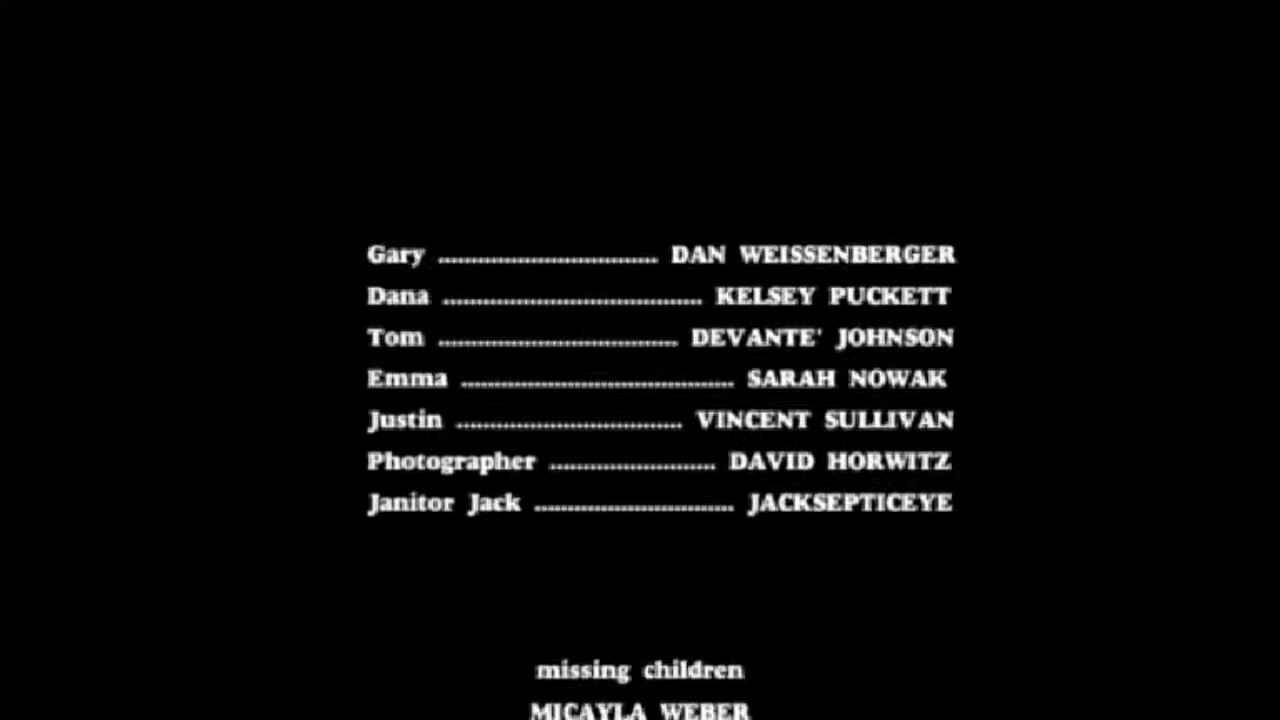 Gary ................................. DAN WEISSENBERGER
Dana ....................................... KELSEY PUCKETT
Tom .................................... DEVANTE' JOHNSON
Emma ......................................... SARAH NOWAK
Justin .................................. VINCENT SULLIVAN
Photographer ......................... DAVID HORWITZ
Janitor Jack .............................. JACKSEPTICEYE
missing children
MICAYLA WEBER